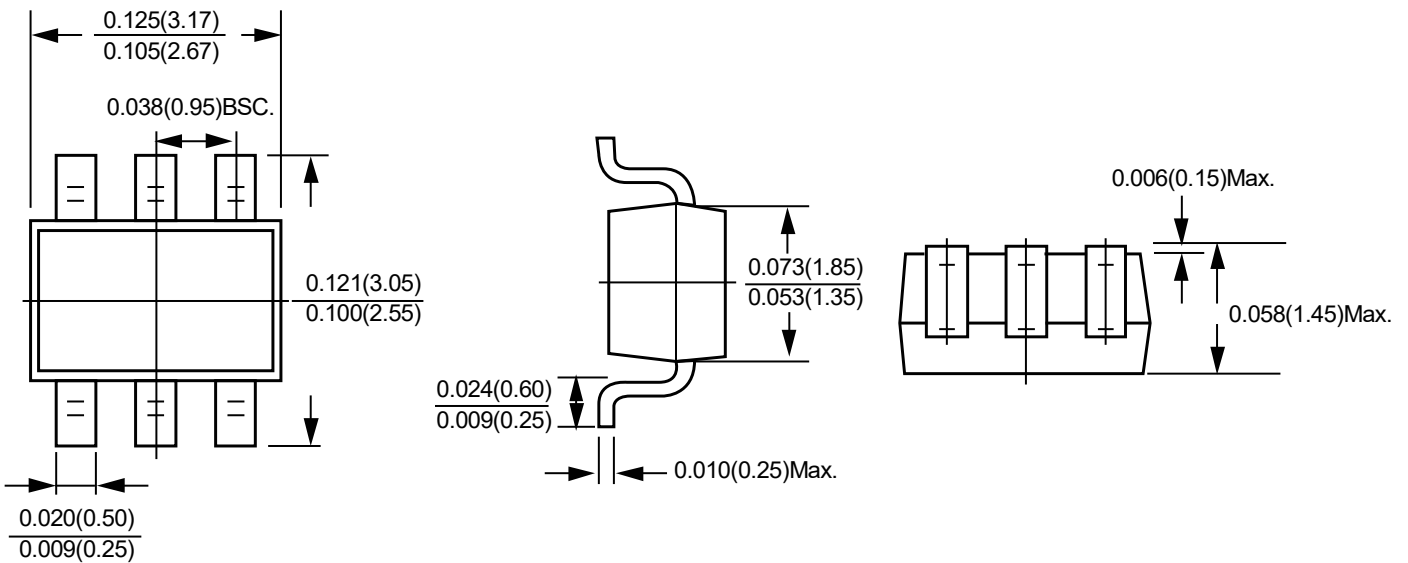 0.125(3.17)
0.105(2.67)
0.038(0.95)BSC.
0.121(3.05)
0.100(2.55)
0.020(0.50)
0.009(0.25)
0.073(1.85)
0.053(1.35)
0.024(0.60)
0.009(0.25)
0.010(0.25)Max.
0.006(0.15)Max.
0.058(1.45)Max.